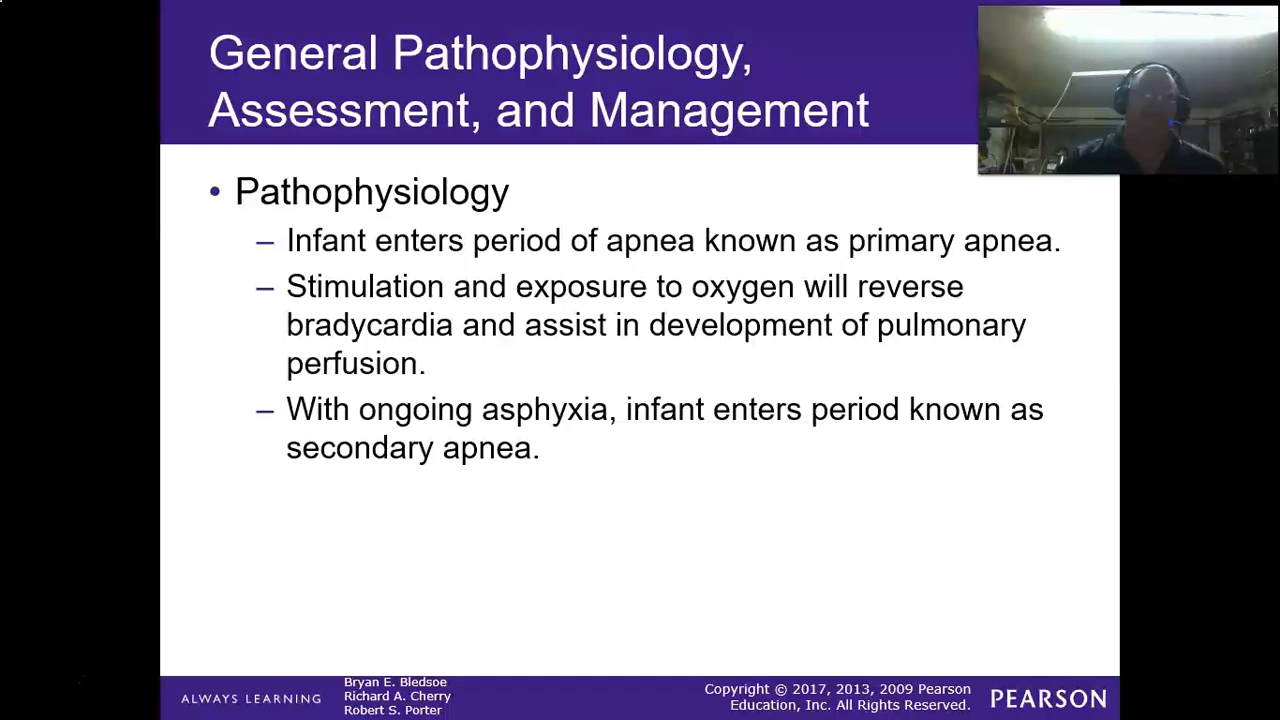 General Pathophysiology,
Assessment, and Management
• Pathophysiology
– Infant enters period of apnea known as primary apnea.
– Stimulation and exposure to oxygen will reverse
bradycardia and assist in development of pulmonary
perfusion.
– With ongoing asphyxia, infant enters period known as
secondary apnea.
ALWAYS LEARNING
Bryan E. Bledsoe
Richard A. Cherry
Robert S. Porter
Copyright © 2017, 2013, 2009 Pearson
Education, Inc. All Rights Reserved.
PEARSON